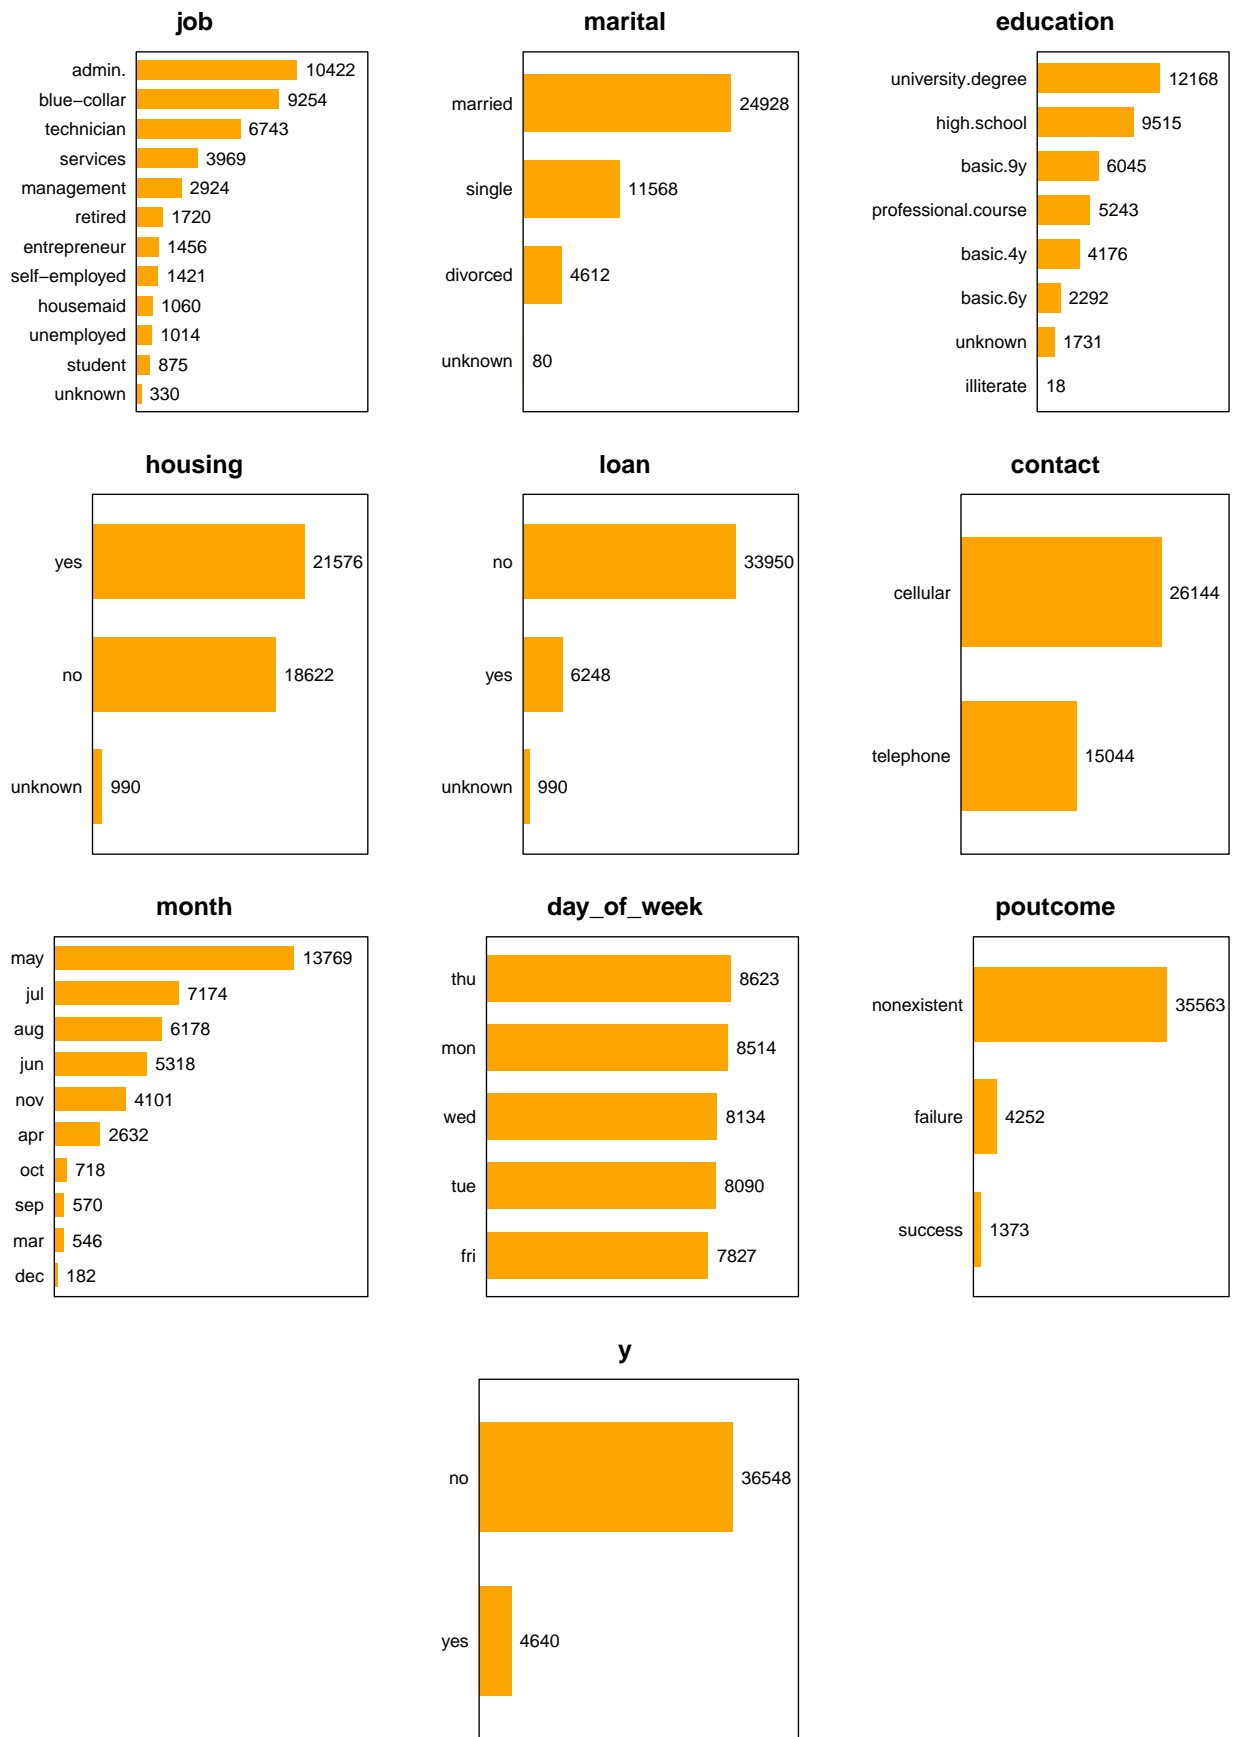 job
admin. 10422
blue−collar 9254
technician 6743
services 3969
management 2924
retired 1720
entrepreneur 1456
self−employed 1421
housemaid 1060
unemployed 1014
student 875
unknown 330
marital
married 24928
single 11568
divorced 4612
unknown 80
education
university.degree 12168
high.school 9515
basic.9y 6045
professional.course 5243
basic.4y 4176
basic.6y 2292
unknown 1731
illiterate 18
housing
yes 21576
no 18622
unknown 990
loan
no 33950
yes 6248
unknown 990
contact
cellular 26144
telephone 15044
month
may 13769
jul 7174
aug 6178
jun 5318
nov 4101
apr 2632
oct 718
sep 570
mar 546
dec 182
day_of_week
thu 8623
mon 8514
wed 8134
tue 8090
fri 7827
poutcome
nonexistent 35563
failure 4252
success 1373
y
no 36548
yes 4640